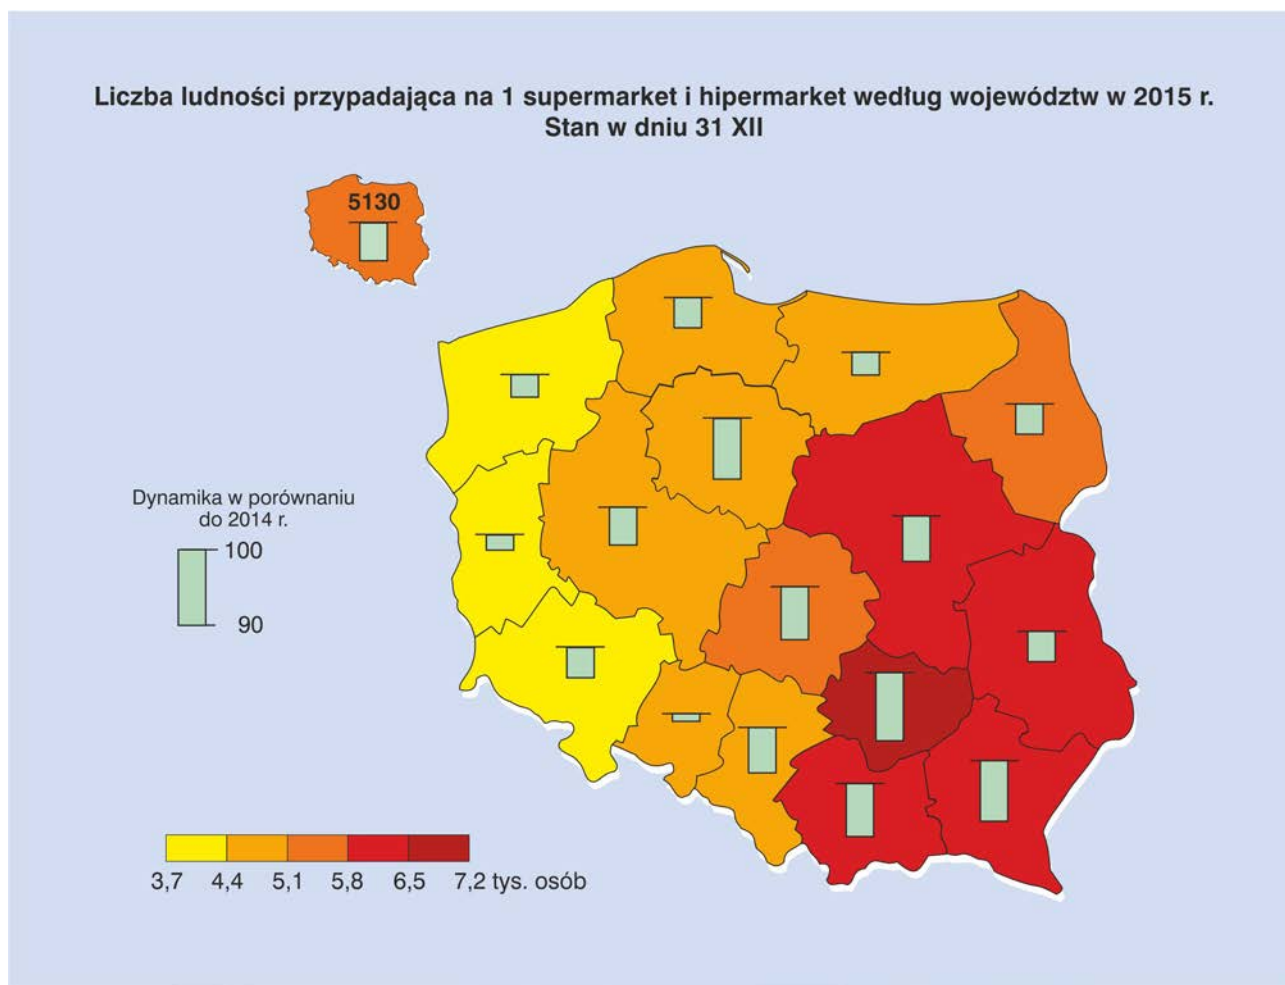 Liczba ludności przypadająca na 1 supermarket i hipermarket według województw w 2015 r.
Stan w dniu 31 XII
5130
Dynamika w porównaniu
do 2014 r.
100
90
3,7 4,4 5,1 5,8 6,5 7,2 tys. osób